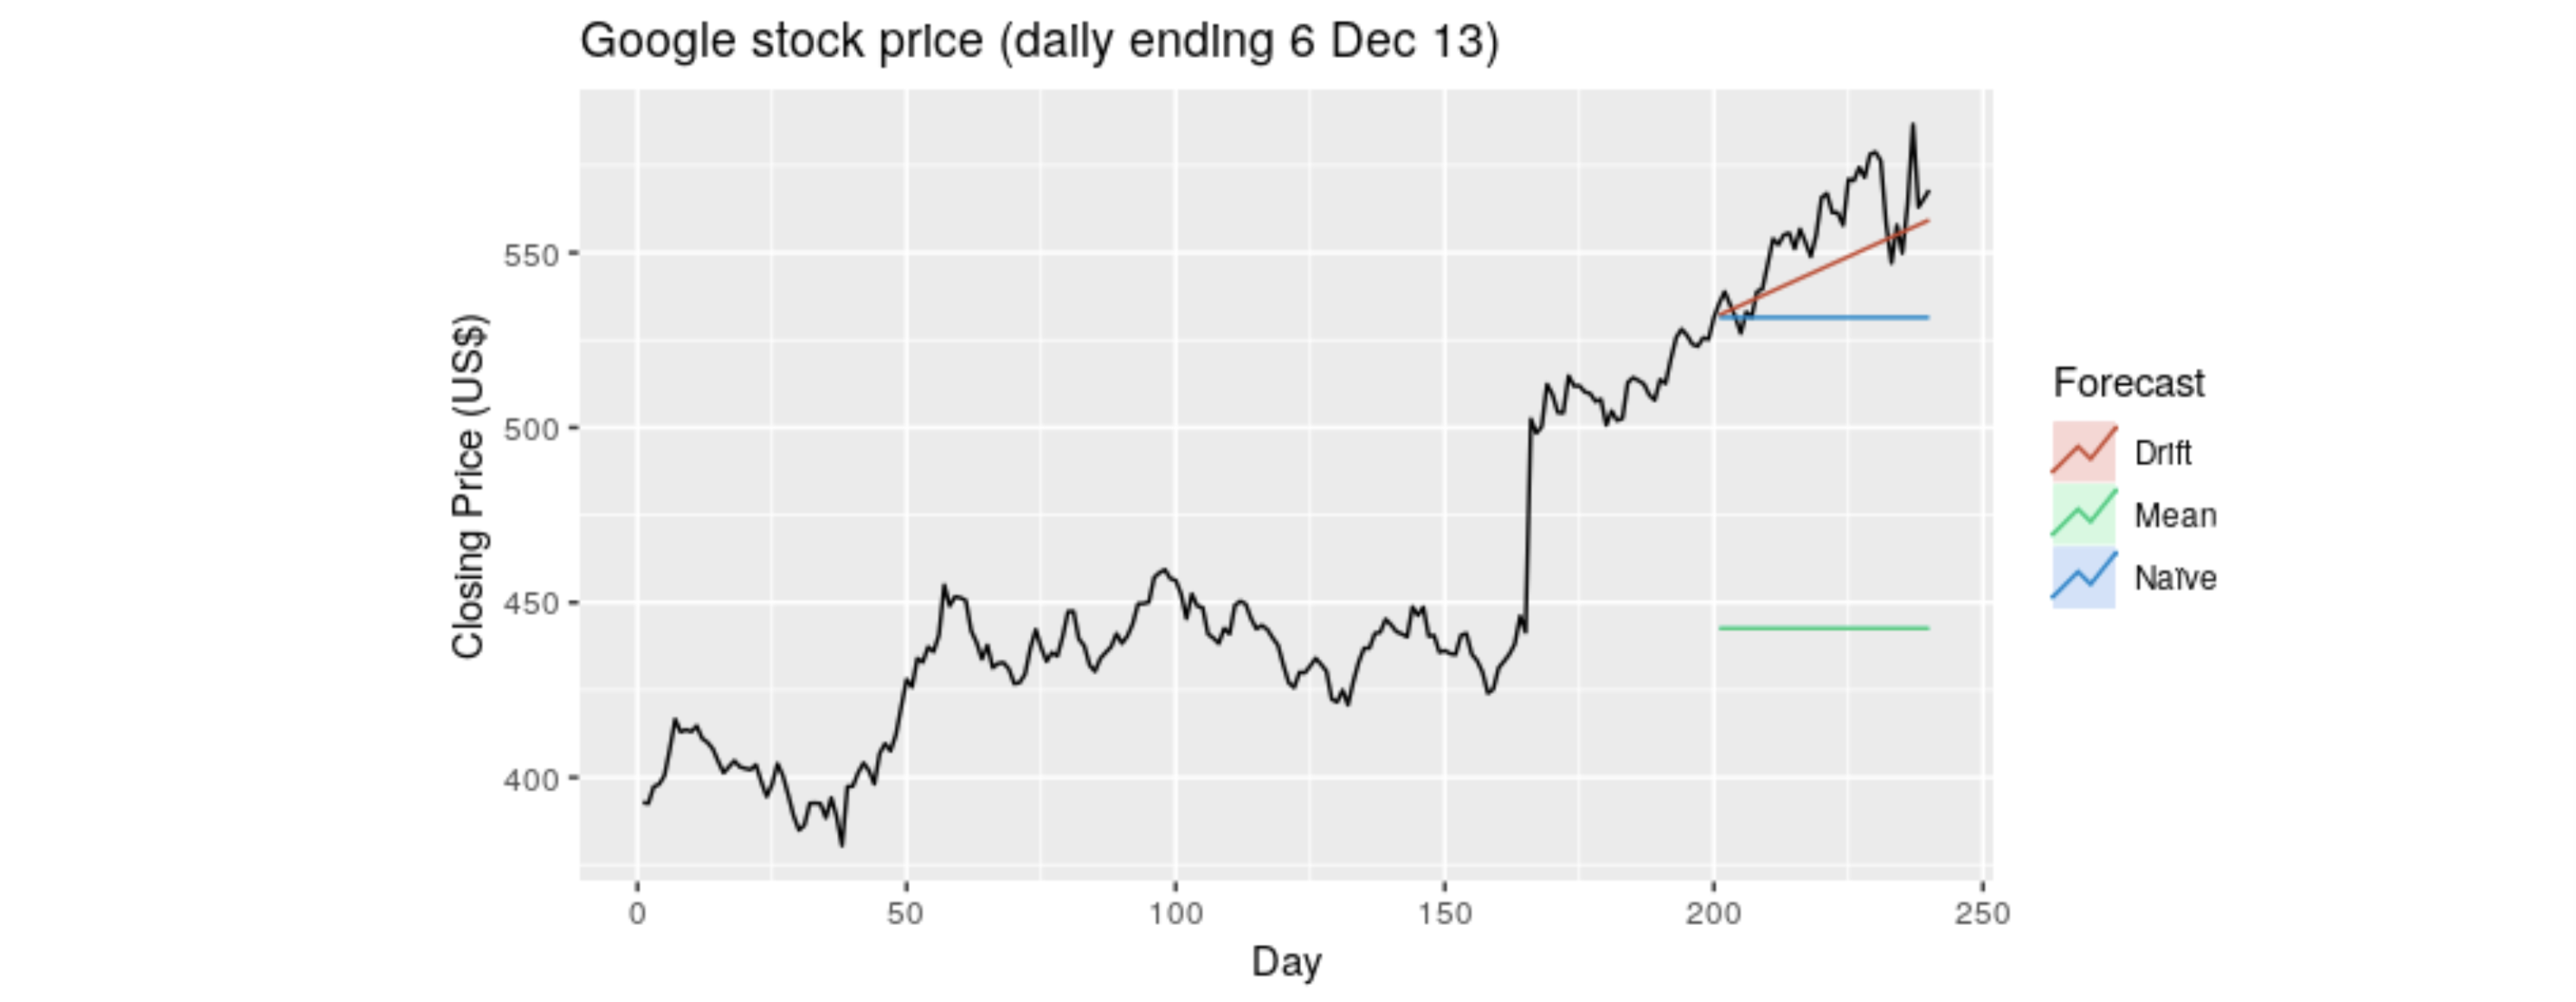 Google stock price (daily ending 6 Dec 13)
Closing Price (US$)
550
500
450
400
0 50 100 150 200 250
Day
Forecast
Drift
Mean
Naïve